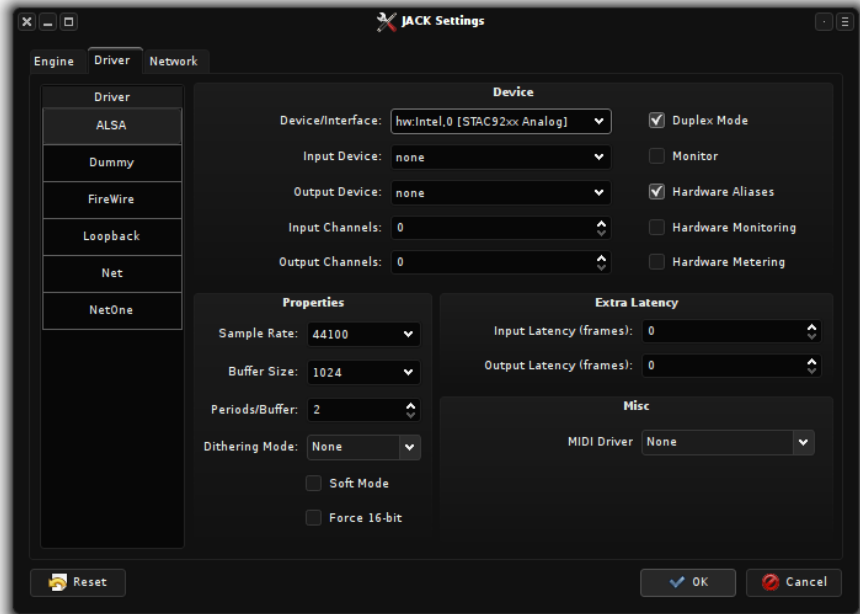 JACK Settings
Engine
Driver
Network
Driver
ALSA
Dummy
FireWire
Loopback
Net
NetOne
Device
Device/Interface: hw:Intel,0 [STAC92xx Analog]
Duplex Mode
Input Device: none
Monitor
Output Device: none
Hardware Aliases
Input Channels: 0
Hardware Monitoring
Output Channels: 0
Hardware Metering
Properties
Sample Rate: 44100
Buffer Size: 1024
Periods/Buffer: 2
Dithering Mode: None
Soft Mode
Force 16-bit
Extra Latency
Input Latency (frames): 0
Output Latency (frames): 0
Misc
MIDI Driver None
Reset
OK
Cancel